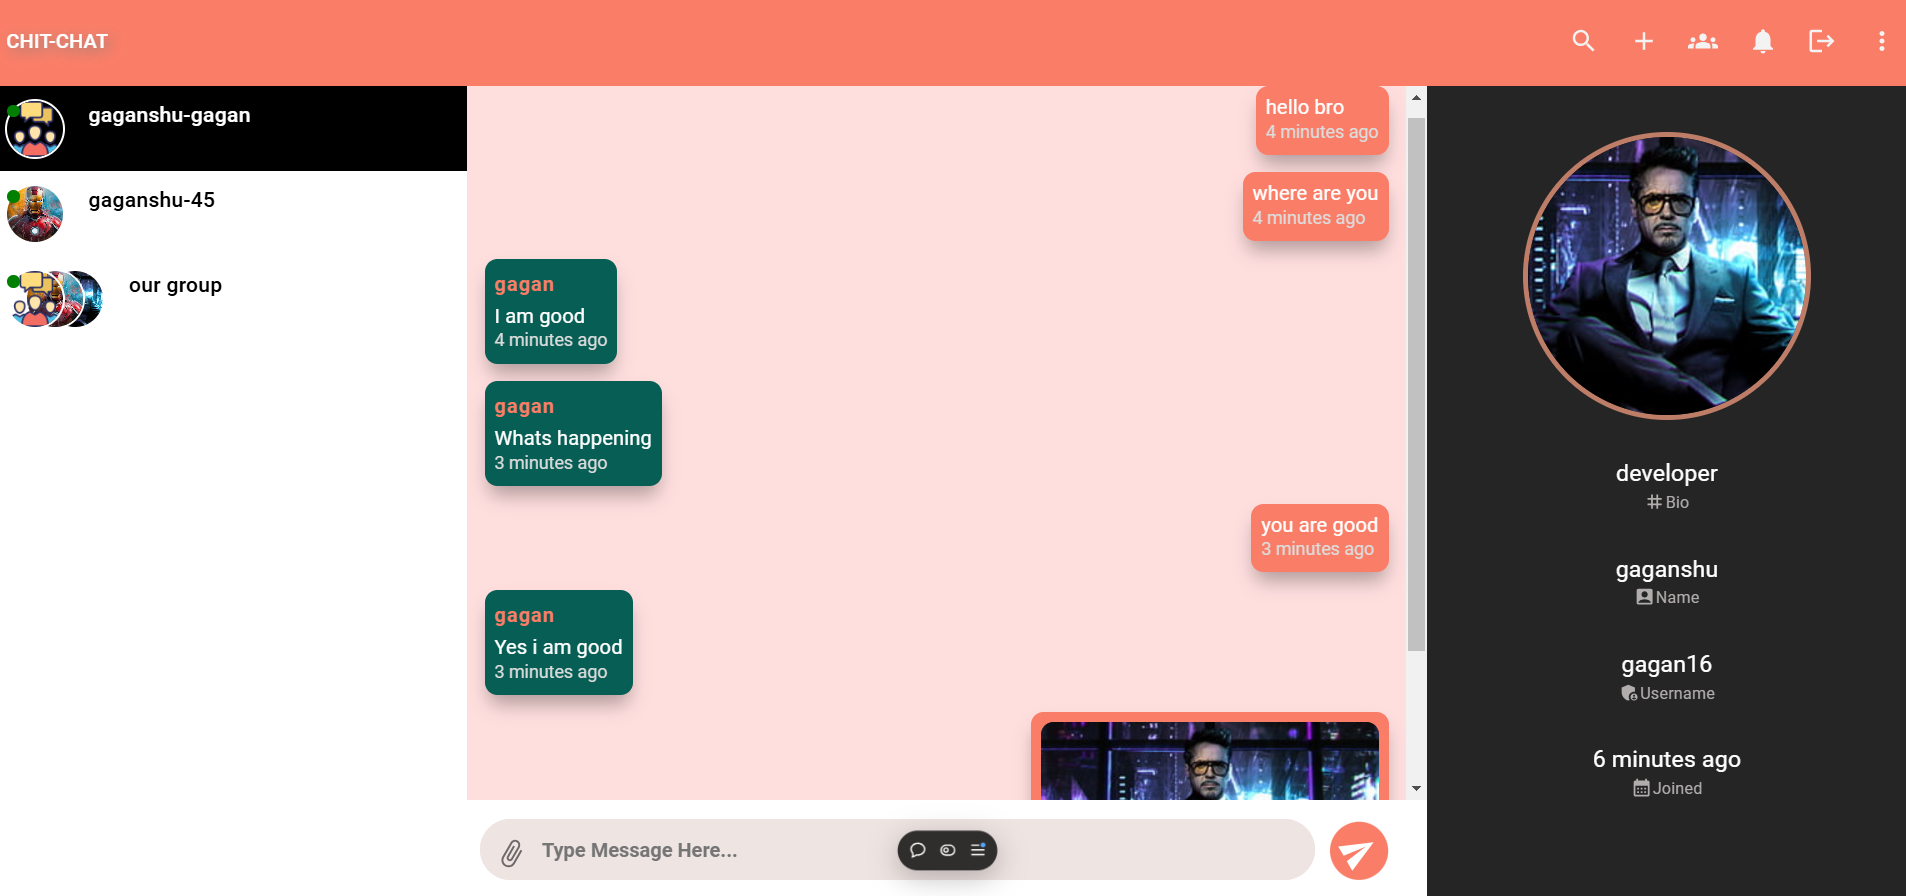 CHIT-CHAT
gaganshu-gagan
gaganshu-45
our group
hello bro
4 minutes ago
where are you
4 minutes ago
gagan
I am good
4 minutes ago
gagan
Whats happening
3 minutes ago
you are good
3 minutes ago
gagan
Yes i am good
3 minutes ago
Type Message Here...
developer
Bio
gaganshu
Name
gagan16
Username
6 minutes ago
Joined